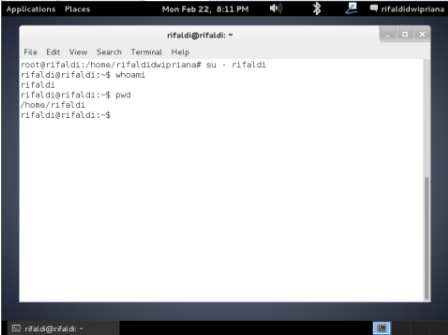 Applications Places Mon Feb 22, 8:11 PM rifaldidwipriana
rifaldi@rifaldi: ~
File Edit View Search Terminal Help
root@rifaldi:/home/rifaldidwipriana# su - rifaldi
rifaldi@rifaldi:~$ whoami
rifaldi
rifaldi@rifaldi:~$ pwd
/home/rifaldi
rifaldi@rifaldi:~$
rifaldi@rifaldi: ~